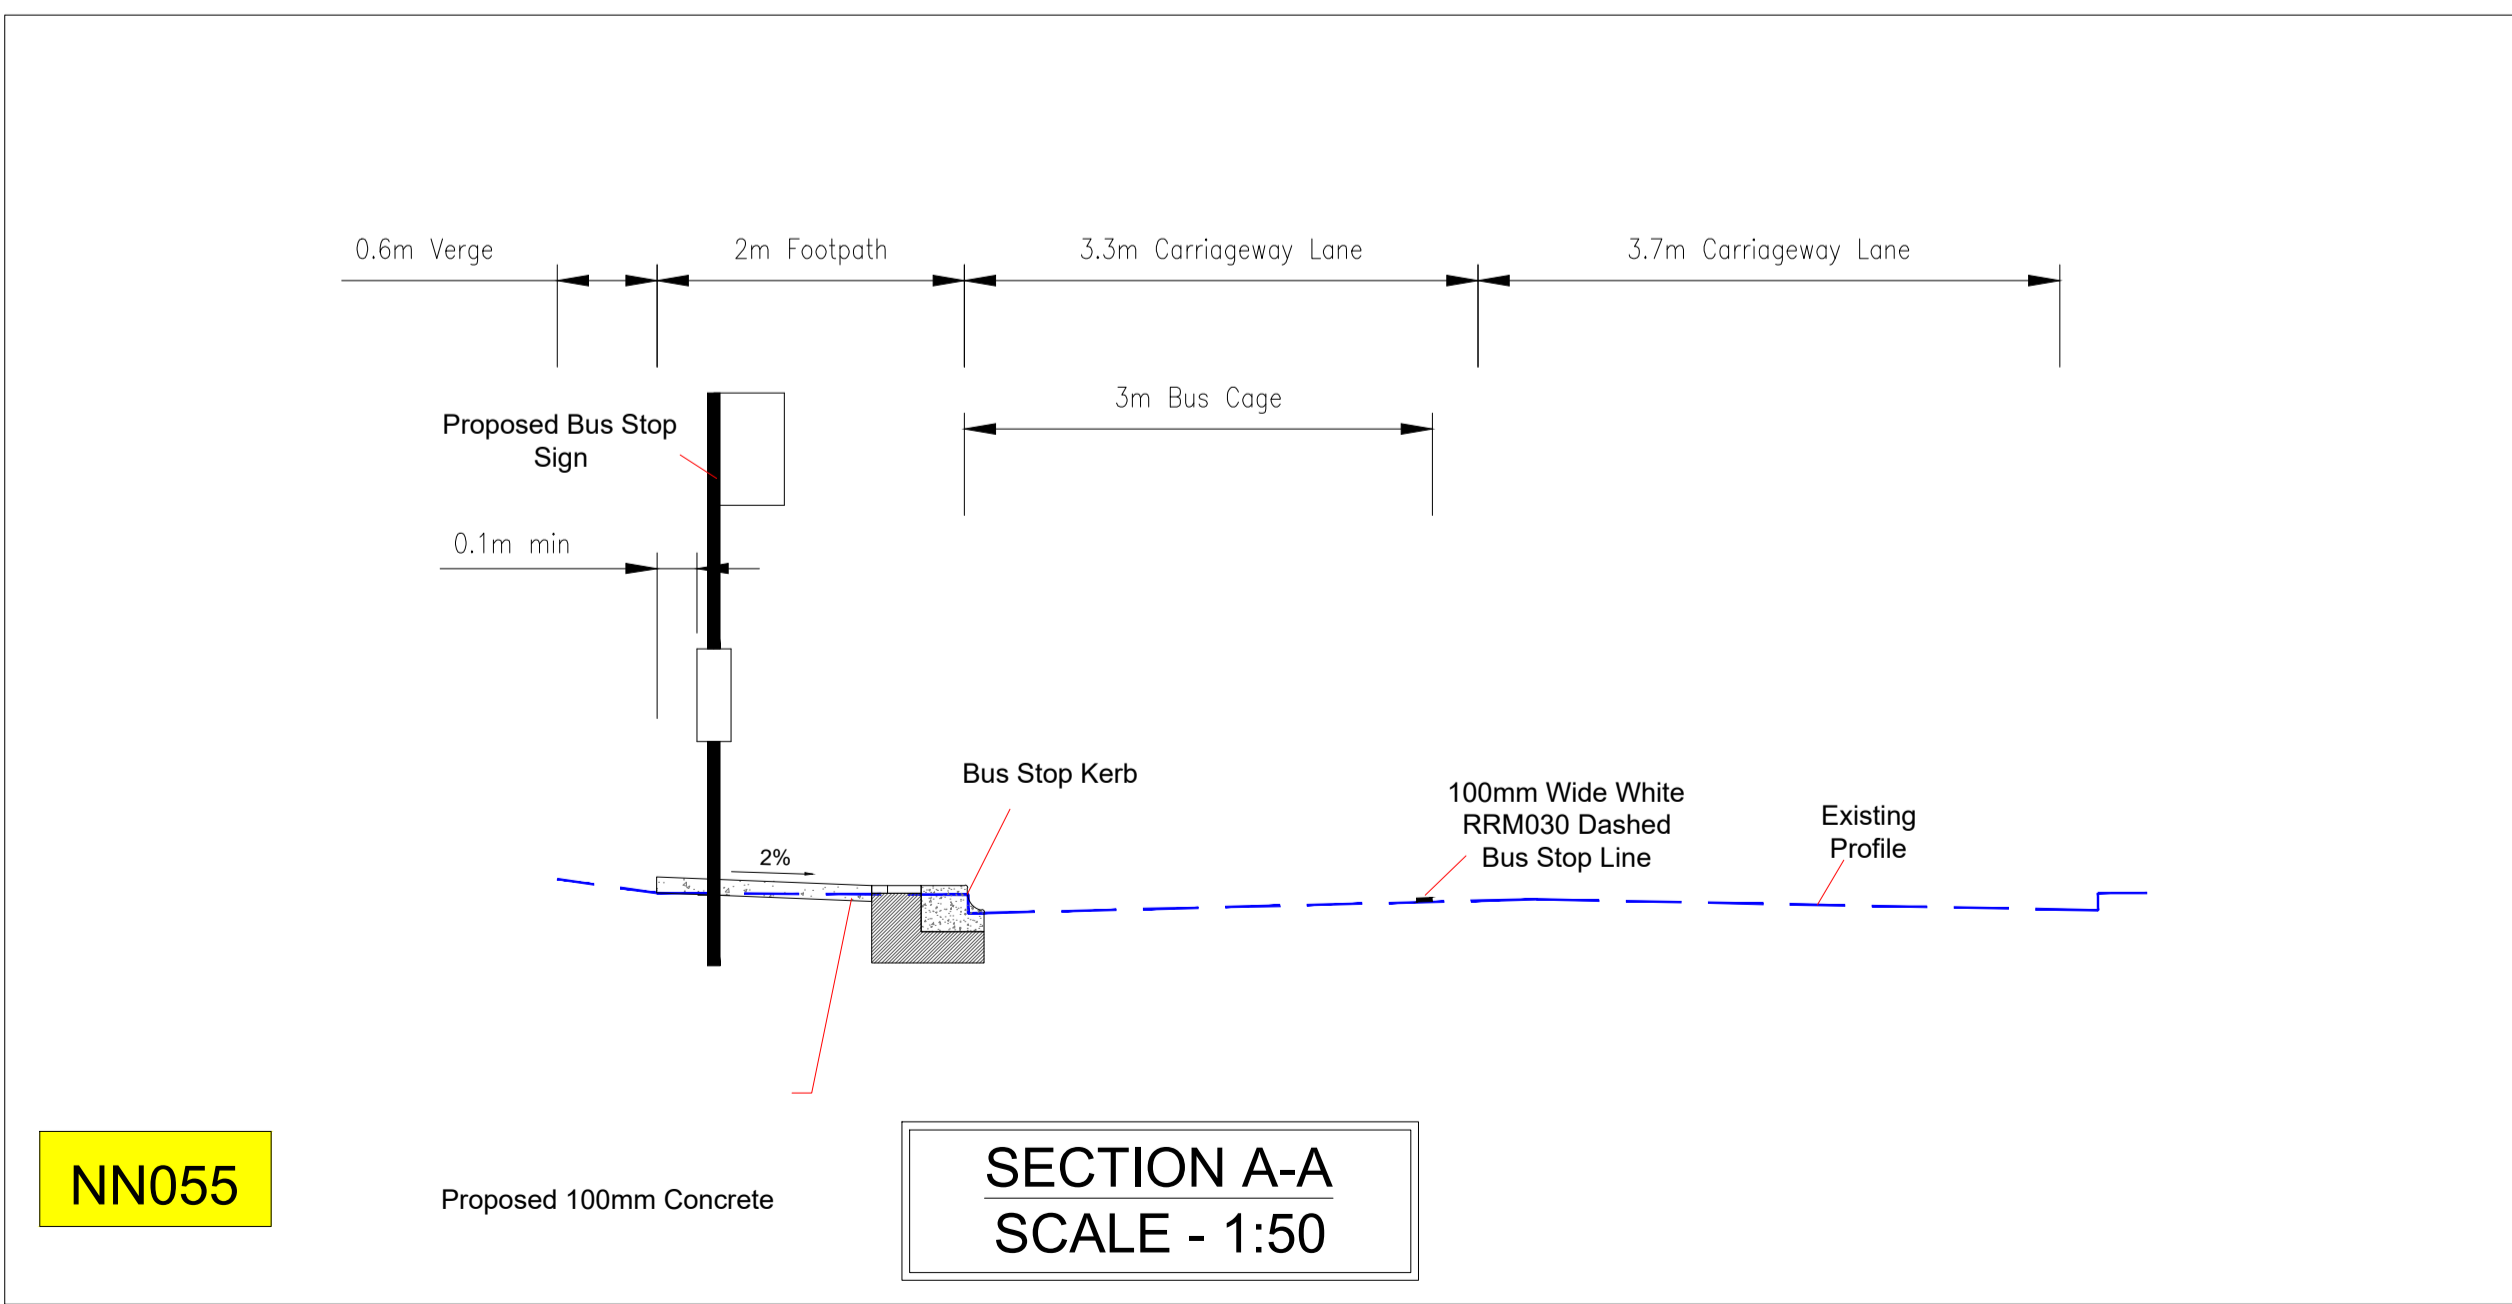 0.6m Verge
2m Footpath
3.3m Carriageway Lane
3.7m Carriageway Lane
3m Bus Cage
Proposed Bus Stop
Sign
0.1m min
Bus Stop Kerb
100mm Wide White
RRM030 Dashed
Bus Stop Line
Existing
Profile
2%
NN055
Proposed 100mm Concrete
SECTION A-A
SCALE - 1:50